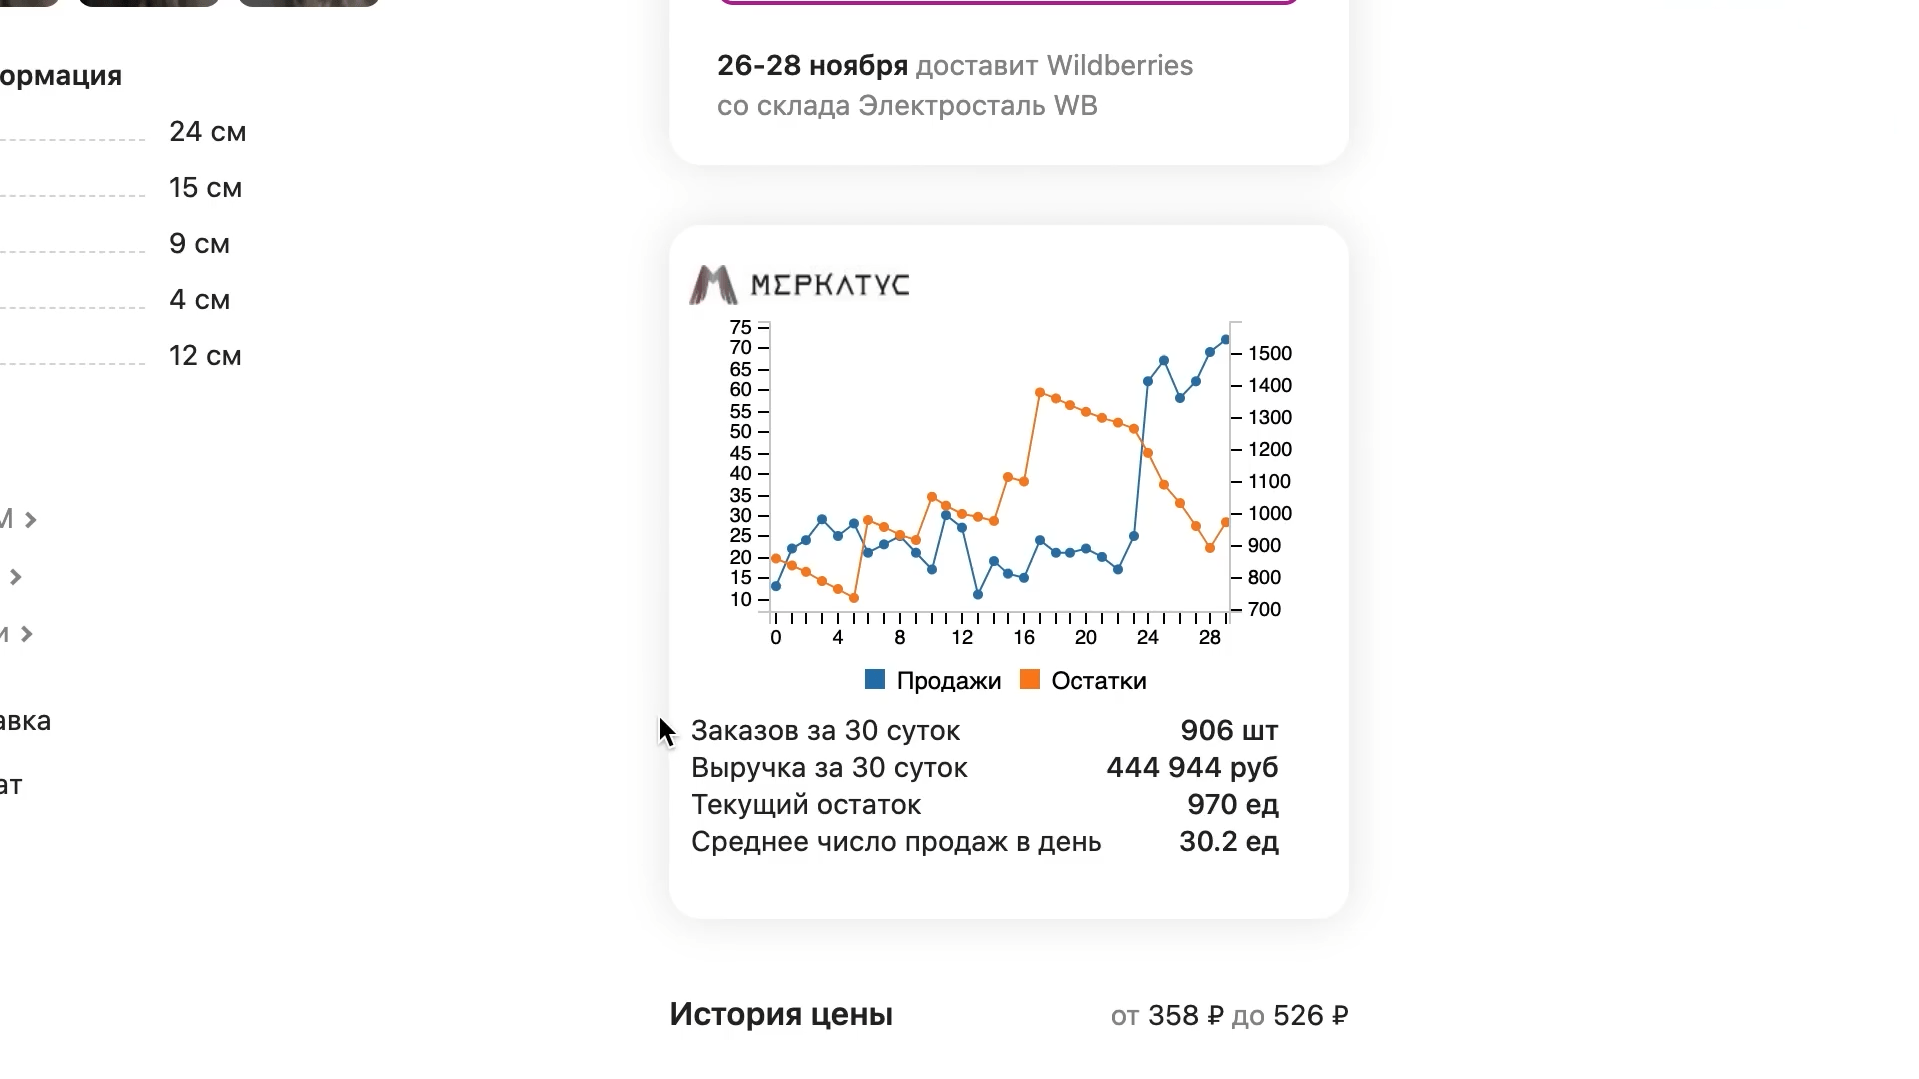 ормация
24 см
15 см
9 см
4 см
12 см
М
и
авка
ат
26-28 ноября доставит Wildberries
со склада Электросталь WB
МΣРКΛТУС
75
70
65
60
55
50
45
40
35
30
25
20
15
10
1500
1400
1300
1200
1100
1000
900
800
700
0 4 8 12 16 20 24 28
Продажи Остатки
Заказов за 30 суток 906 шт
Выручка за 30 суток 444 944 руб
Текущий остаток 970 ед
Среднее число продаж в день 30.2 ед
История цены от 358 ₽ до 526 ₽